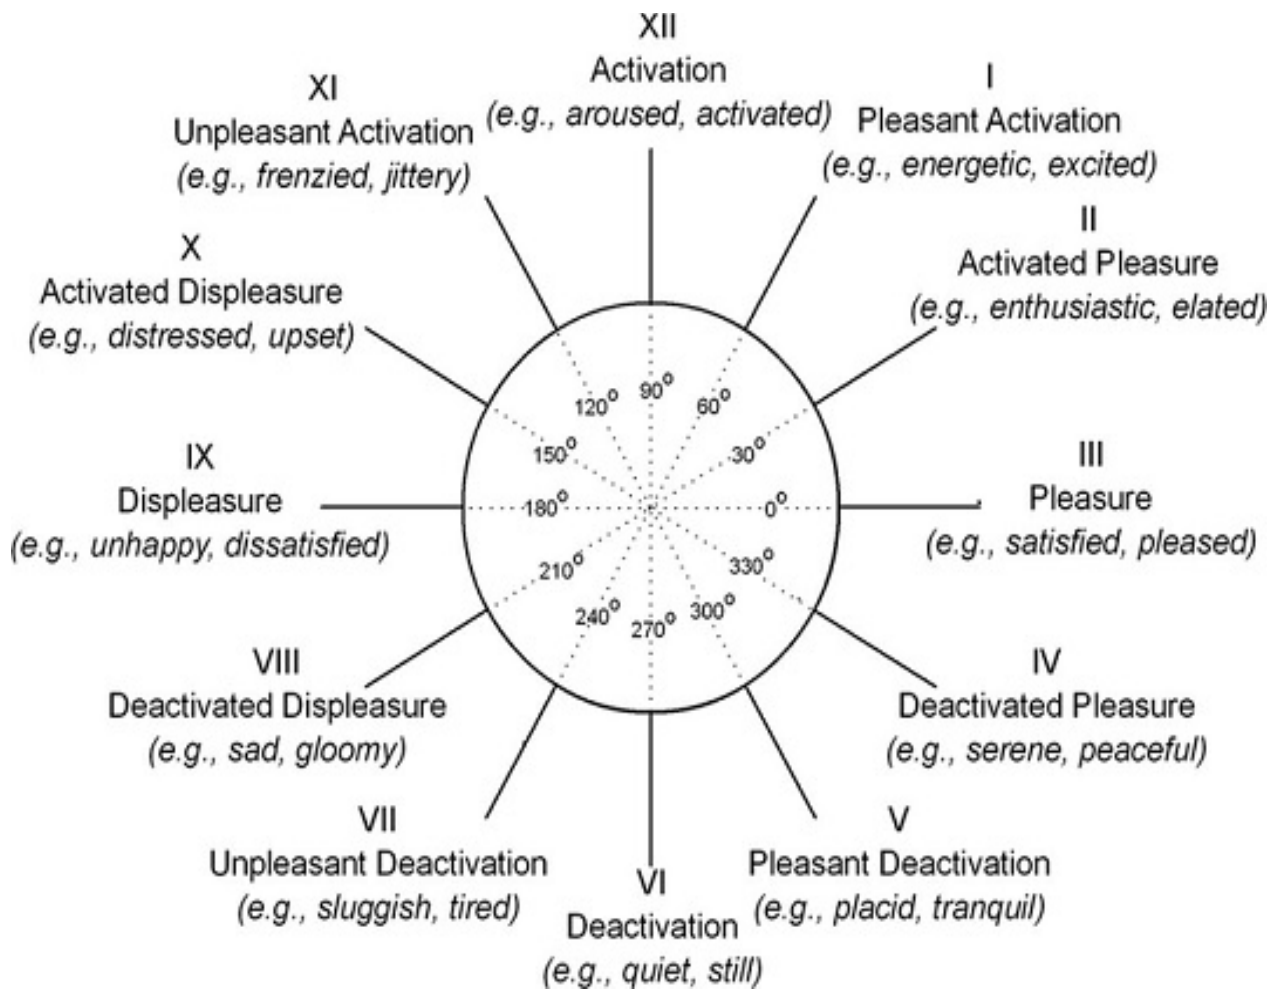 XII
Activation
(e.g., aroused, activated)
I
Pleasant Activation
(e.g., energetic, excited)
II
Activated Pleasure
(e.g., enthusiastic, elated)
III
Pleasure
(e.g., satisfied, pleased)
IV
Deactivated Pleasure
(e.g., serene, peaceful)
V
Pleasant Deactivation
(e.g., placid, tranquil)
VI
Deactivation
(e.g., quiet, still)
VII
Unpleasant Deactivation
(e.g., sluggish, tired)
VIII
Deactivated Displeasure
(e.g., sad, gloomy)
IX
Displeasure
(e.g., unhappy, dissatisfied)
X
Activated Displeasure
(e.g., distressed, upset)
XI
Unpleasant Activation
(e.g., frenzied, jittery)
90°
60°
30°
0°
330°
300°
270°
240°
210°
180°
150°
120°